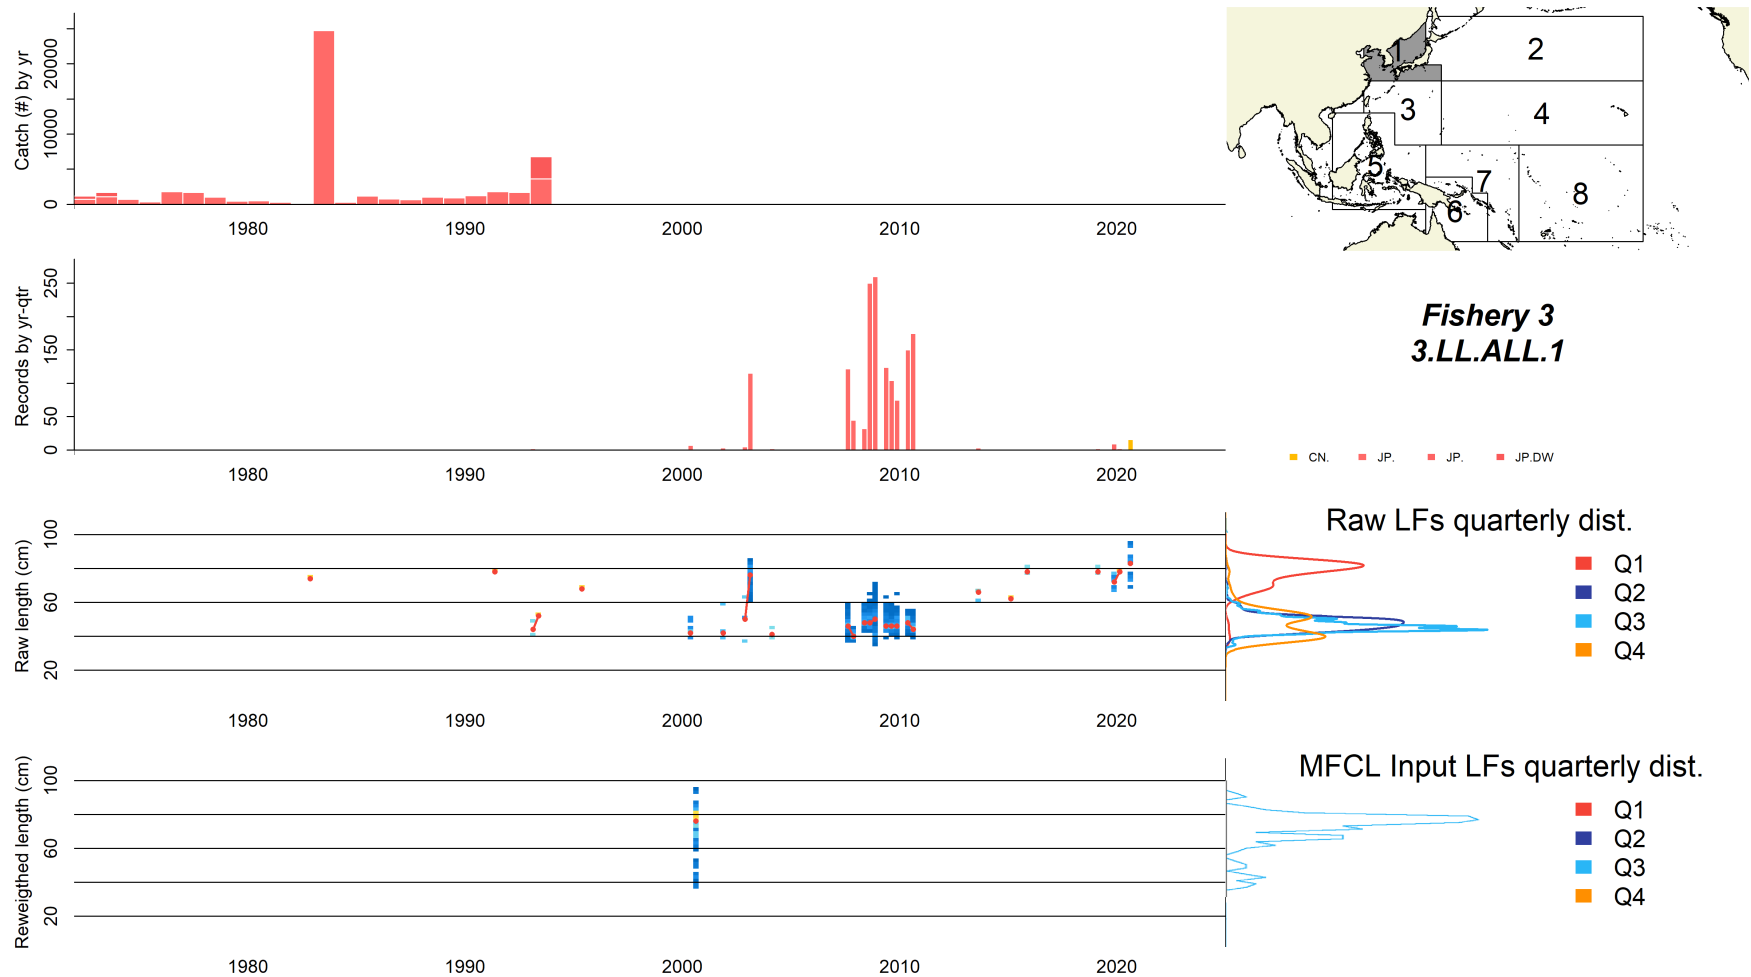 Catch (#) by yr
0
10000
20000
1980
1990
2000
2010
2020
1
2
3
4
5
6
7
8
Records by yr-qtr
0
50
150
250
1980
1990
2000
2010
2020
Fishery 3
3.LL.ALL.1
CN.
JP.
JP.
JP.DW
Raw length (cm)
20
60
100
1980
1990
2000
2010
2020
Raw LFs quarterly dist.
Q1
Q2
Q3
Q4
Reweigthed length (cm)
20
60
100
1980
1990
2000
2010
2020
MFCL Input LFs quarterly dist.
Q1
Q2
Q3
Q4